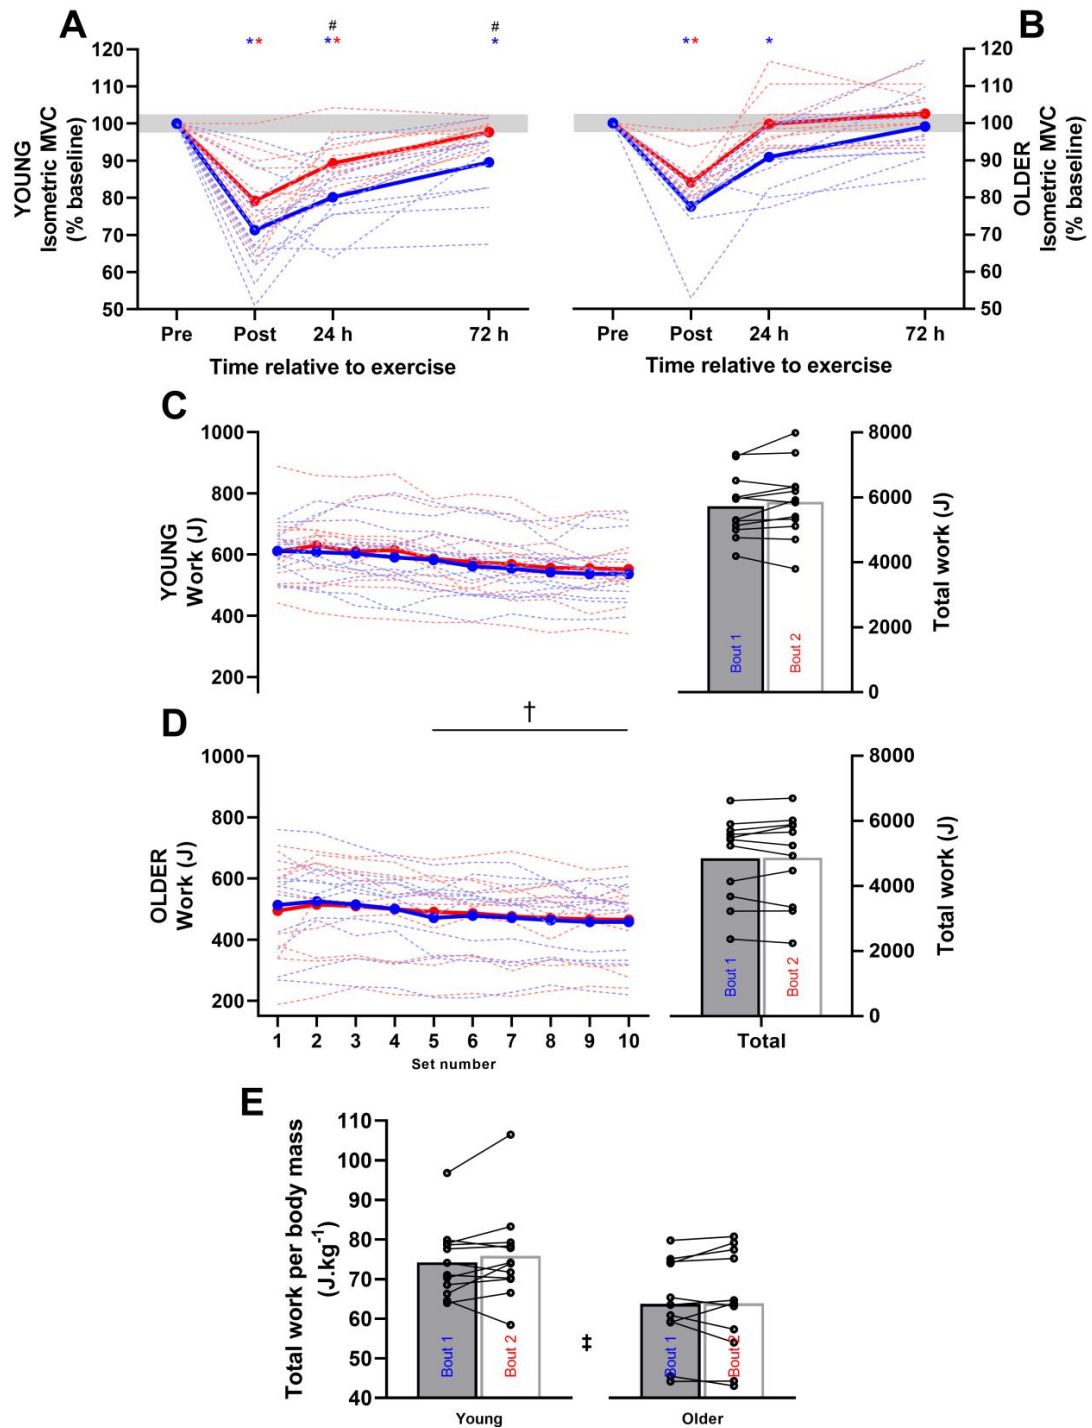 A
B
#
#
**
**
*
**
*
120
110
100
90
80
70
60
50
YOUNG
Isometric MVC
(% baseline)
Pre
Post
24 h
72 h
Time relative to exercise
120
110
100
90
80
70
60
50
OLDER
Isometric MVC
(% baseline)
Pre
Post
24 h
72 h
Time relative to exercise
C
1000
800
600
400
200
YOUNG
Work (J)
8000
6000
4000
2000
0
Total work (J)
Bout 1
Bout 2
D
†
1000
800
600
400
200
OLDER
Work (J)
1
2
3
4
5
6
7
8
9
10
Set number
8000
6000
4000
2000
0
Total work (J)
Bout 1
Bout 2
Total
E
110
100
90
80
70
60
50
40
Total work per body mass
(J.kg⁻¹)
Bout 1
Bout 2
‡
Bout 1
Bout 2
Young
Older